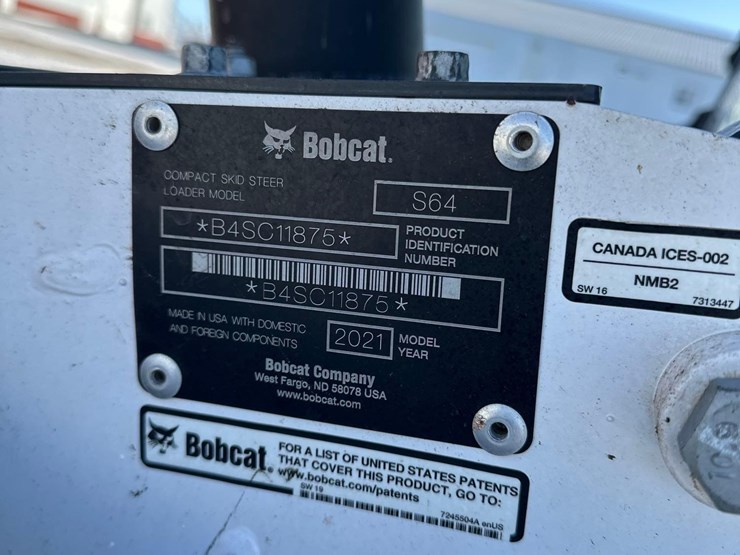 Bobcat.
COMPACT SKID STEER
LOADER MODEL
S64
*B4SC11875*
PRODUCT
IDENTIFICATION
NUMBER
*B4SC11875*
MADE IN USA WITH DOMESTIC
AND FOREIGN COMPONENTS
2021
MODEL
YEAR
Bobcat Company
West Fargo, ND 58078 USA
www.bobcat.com
CANADA ICES-002
NMB2
SW 16
7313447
Bobcat.
FOR A LIST OF UNITED STATES PATENTS
THAT COVER THIS PRODUCT, GO TO:
www.bobcat.com/patents
SW 16
7245504A enUS